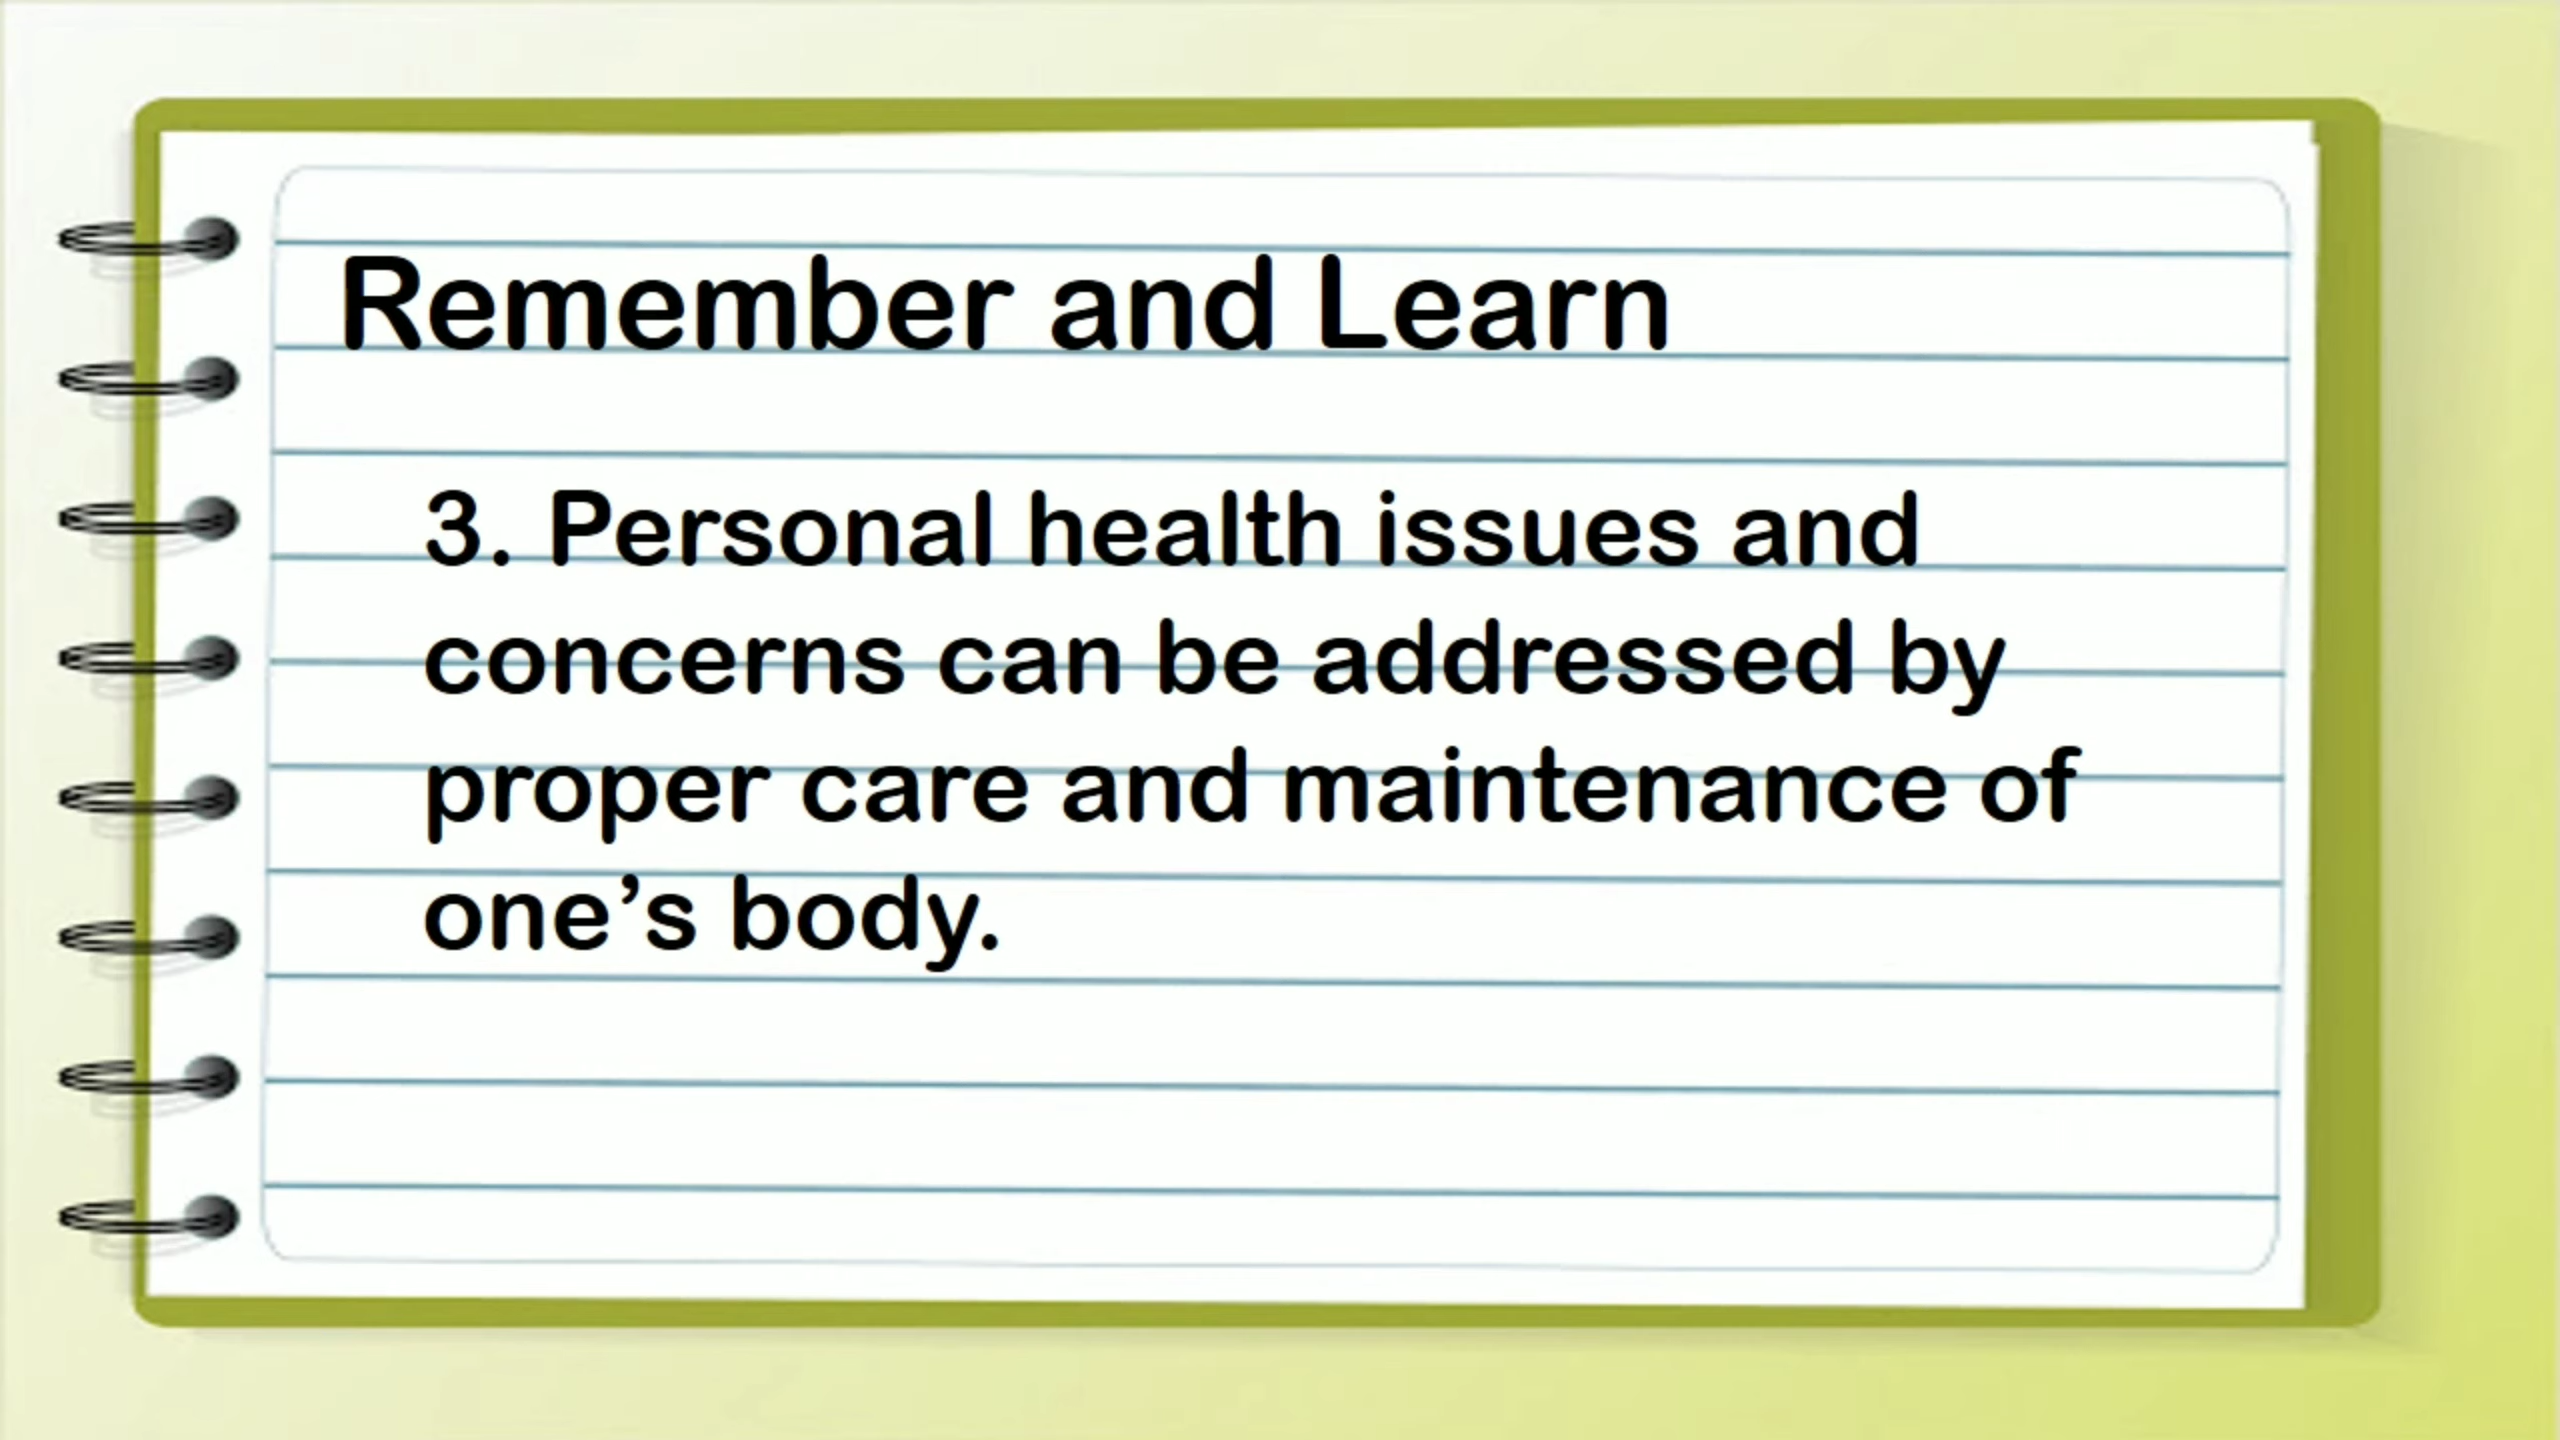 Remember and Learn
3. Personal health issues and
concerns can be addressed by
proper care and maintenance of
one’s body.